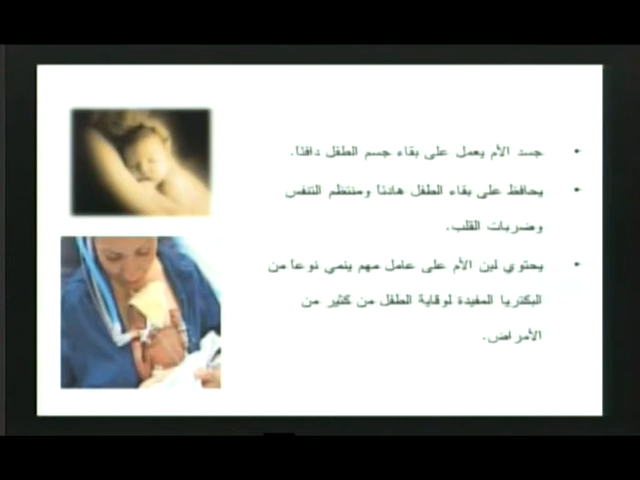 • جسد الأم يعمل على بقاء جسم الطفل دافئا.
• يحافظ على بقاء الطفل هادئا ومنتظم التنفس
وضربات القلب.
• يحتوي لبن الأم على عامل مهم ينمي نوعا من
البكتريا المفيدة لوقاية الطفل من كثير من
الأمراض.